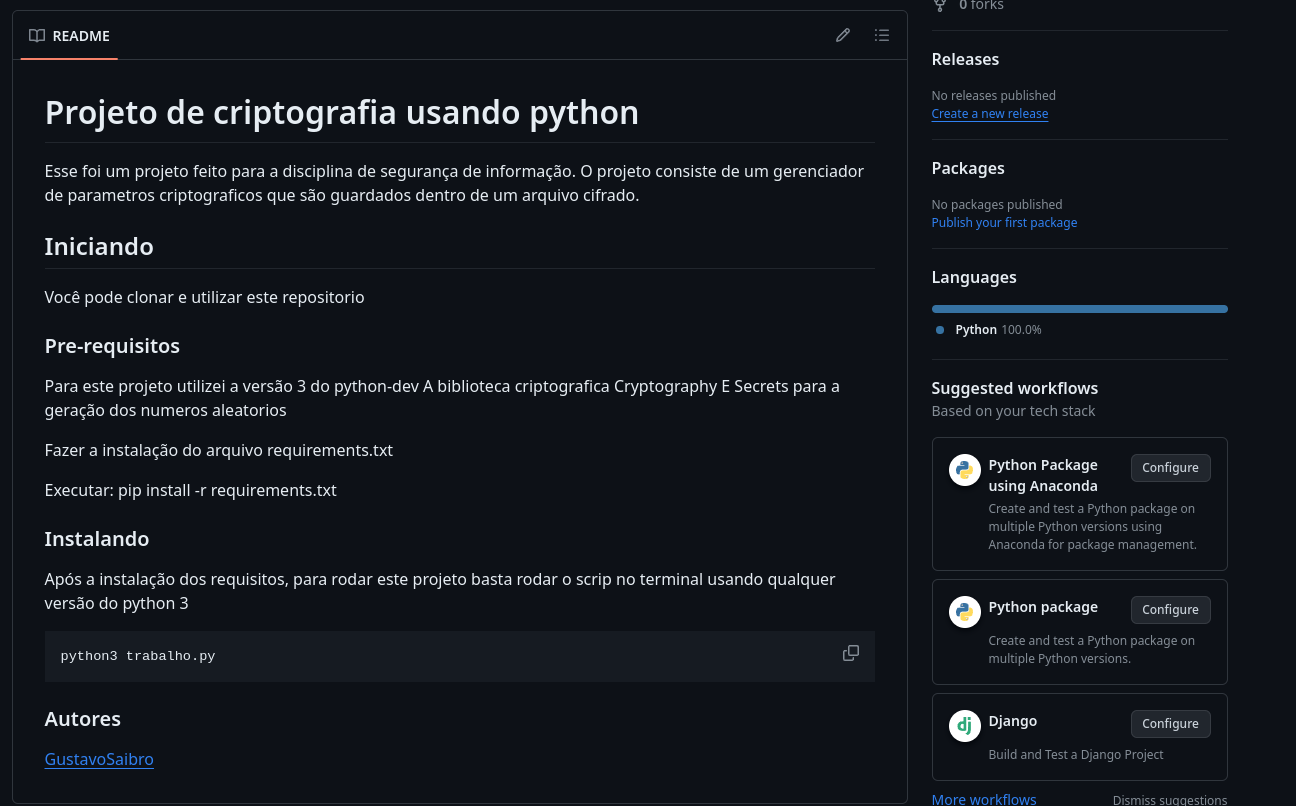 README
Projeto de criptografia usando python
Esse foi um projeto feito para a disciplina de segurança de informação. O projeto consiste de um gerenciador
de parametros criptograficos que são guardados dentro de um arquivo cifrado.
Iniciando
Você pode clonar e utilizar este repositorio
Pre-requisitos
Para este projeto utilizei a versão 3 do python-dev A biblioteca criptografica Cryptography E Secrets para a
geração dos numeros aleatorios
Fazer a instalação do arquivo requirements.txt
Executar: pip install -r requirements.txt
Instalando
Após a instalação dos requisitos, para rodar este projeto basta rodar o scrip no terminal usando qualquer
versão do python 3
python3 trabalho.py
Autores
GustavoSaibro
0 forks
Releases
No releases published
Create a new release
Packages
No packages published
Publish your first package
Languages
Python 100.0%
Suggested workflows
Based on your tech stack
Python Package
using Anaconda
Configure
Create and test a Python package on
multiple Python versions using
Anaconda for package management.
Python package
Configure
Create and test a Python package on
multiple Python versions.
dj
Django
Configure
Build and Test a Django Project
More workflows
Dismiss suggestions